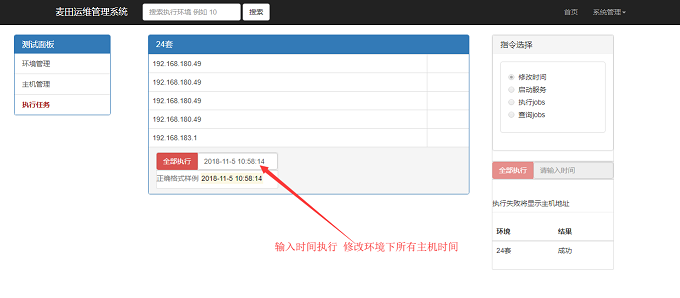 麦田运维管理系统 搜索执行环境 例如 10 搜索 首页 系统管理
测试面板
环境管理
主机管理
执行任务
24套
192.168.180.49
192.168.180.49
192.168.180.49
192.168.180.49
192.168.183.1
全部执行 2018-11-5 10:58:14
正确格式样例 2018-11-5 10:58:14
输入时间执行 修改环境下所有主机时间
指令选择
修改时间
启动服务
执行jobs
查询jobs
全部执行 请输入时间
执行失败将显示主机地址
环境 结果
24套 成功